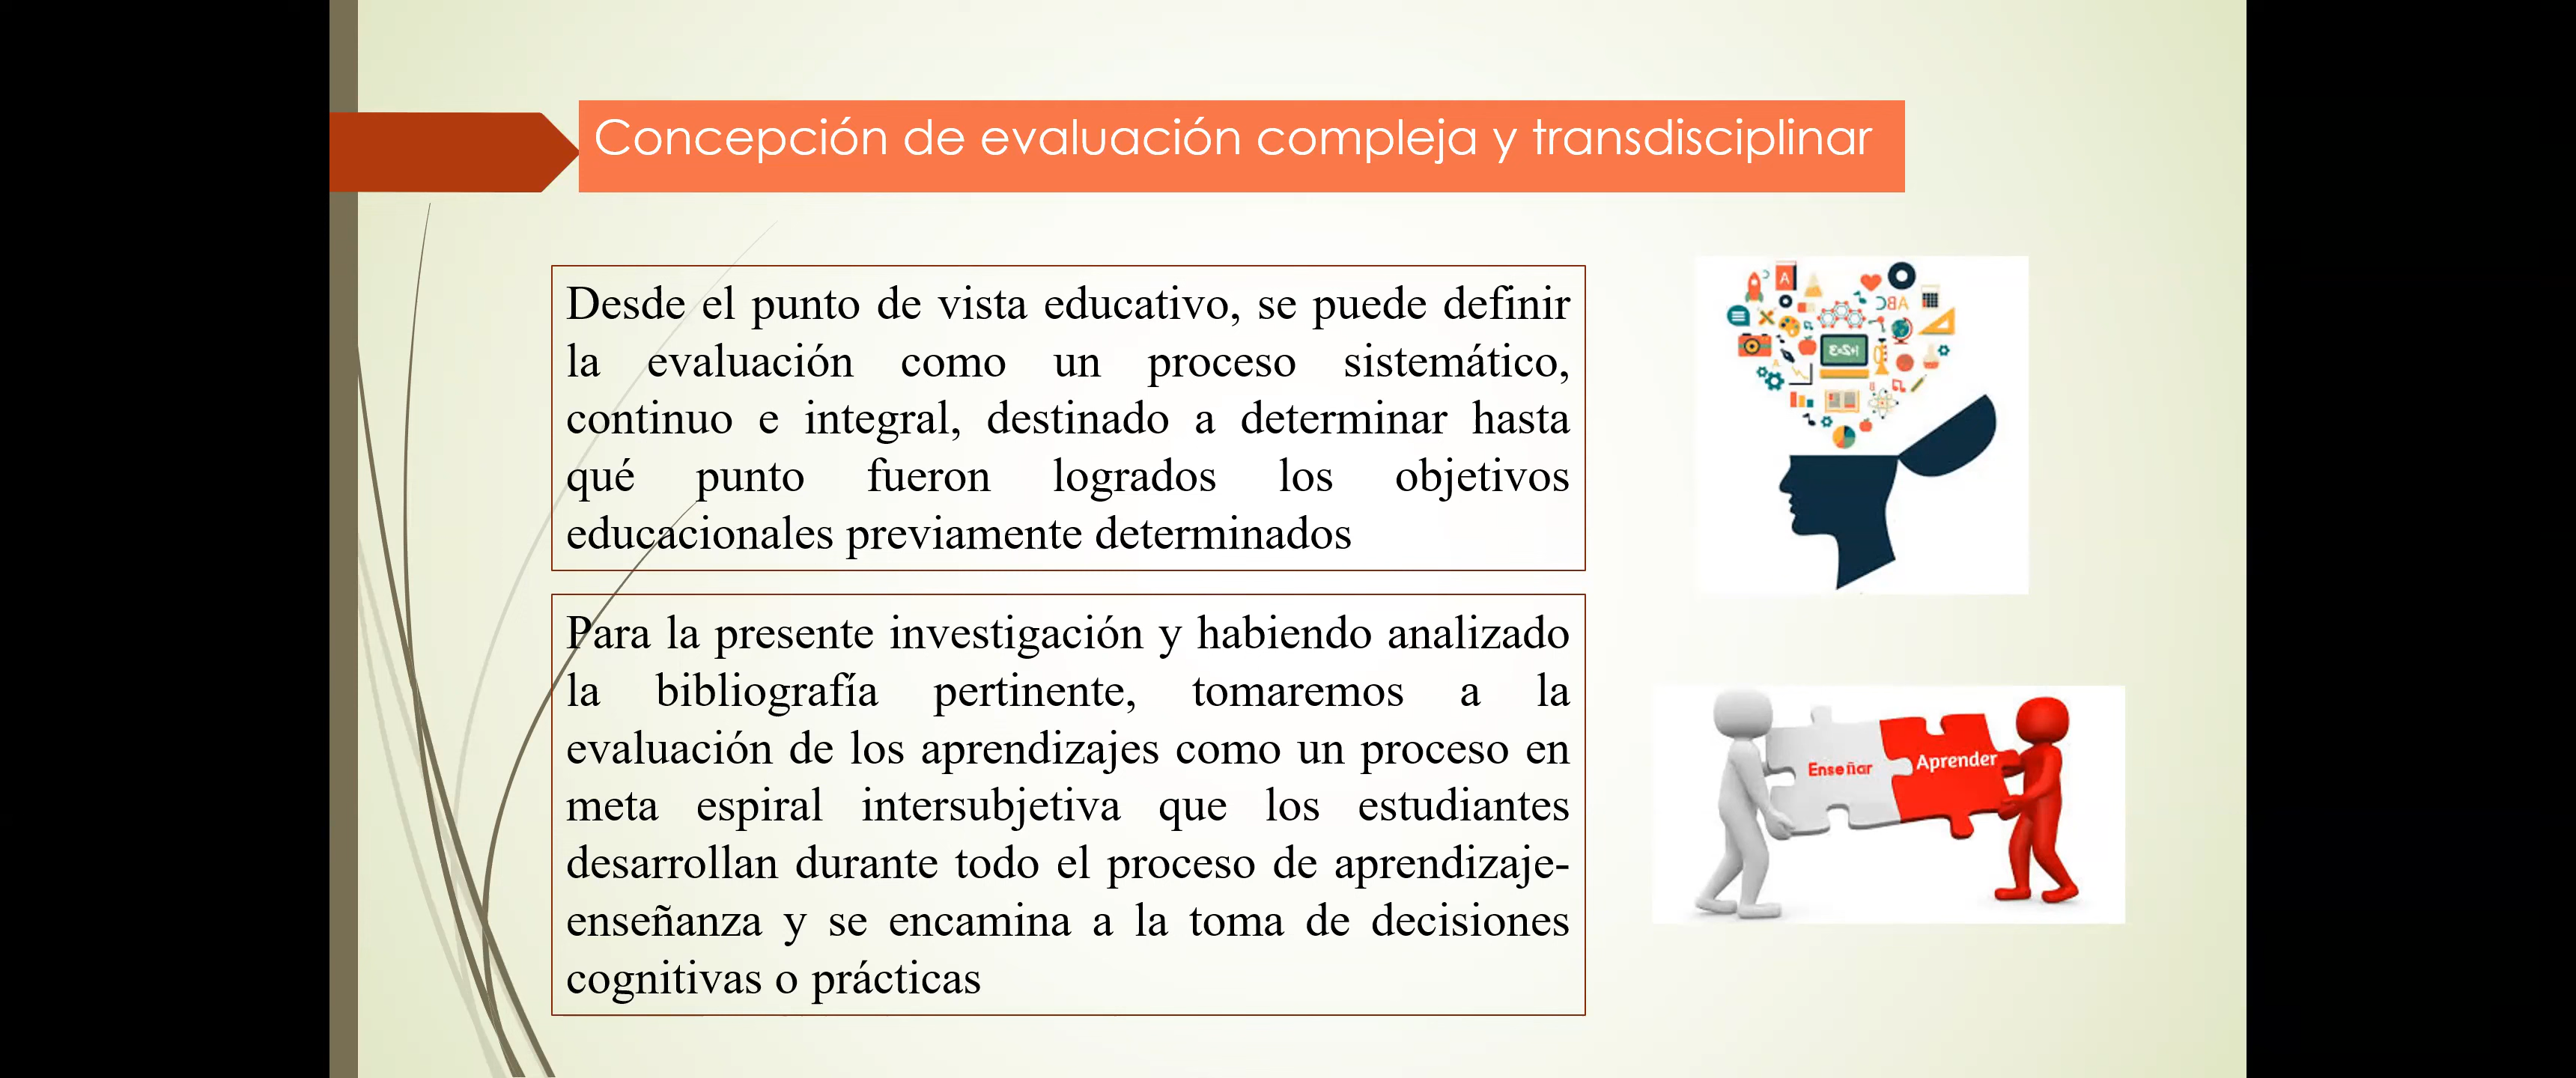 Concepción de evaluación compleja y transdisciplinar
Desde el punto de vista educativo, se puede definir
la evaluación como un proceso sistemático,
continuo e integral, destinado a determinar hasta
qué punto fueron logrados los objetivos
educacionales previamente determinados
Para la presente investigación y habiendo analizado
la bibliografía pertinente, tomaremos a la
evaluación de los aprendizajes como un proceso en
meta espiral intersubjetiva que los estudiantes
desarrollan durante todo el proceso de aprendizaje-
enseñanza y se encamina a la toma de decisiones
cognitivas o prácticas
A
ABC
1+2=3
Enseñar
Aprender